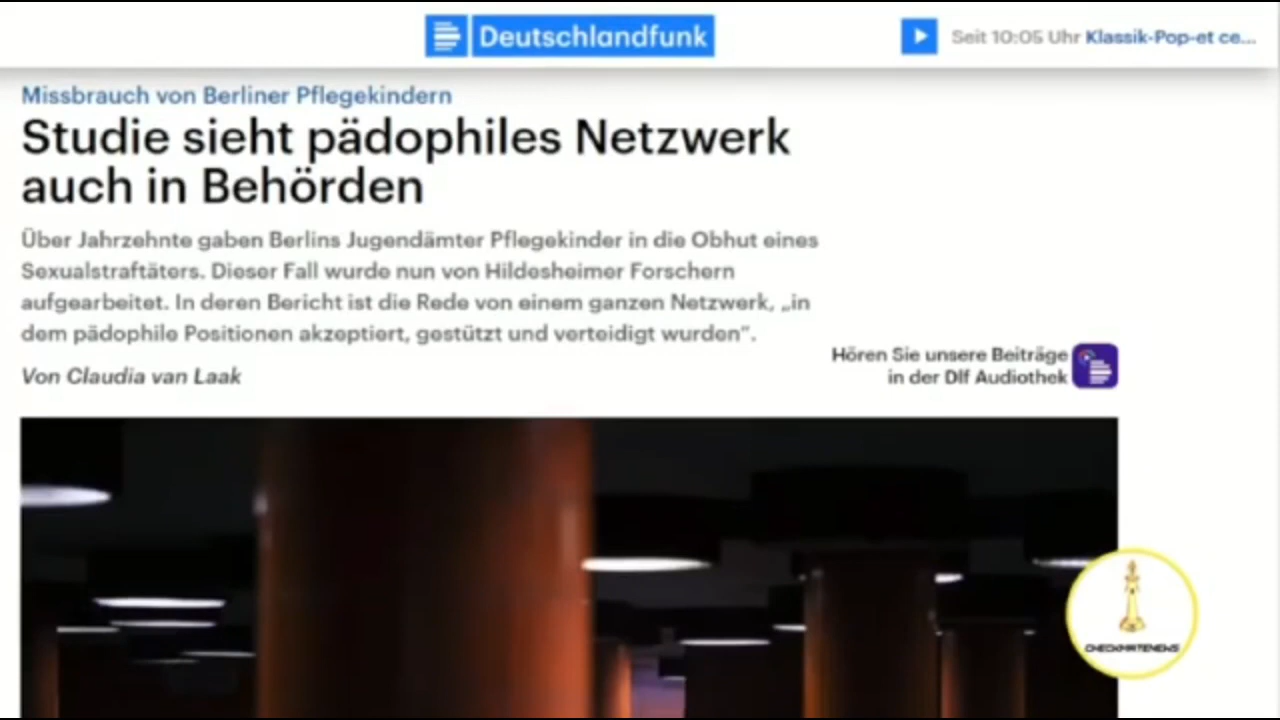 Deutschlandfunk
Seit 10:05 Uhr Klassik-Pop-et ce...
Missbrauch von Berliner Pflegekindern
Studie sieht pädophiles Netzwerk
auch in Behörden
Über Jahrzehnte gaben Berlins Jugendämter Pflegekinder in die Obhut eines
Sexualstraftäters. Dieser Fall wurde nun von Hildesheimer Forschern
aufgearbeitet. In deren Bericht ist die Rede von einem ganzen Netzwerk, „in
dem pädophile Positionen akzeptiert, gestützt und verteidigt wurden“.
Hören Sie unsere Beiträge
in der Dlf Audiothek
Von Claudia van Laak